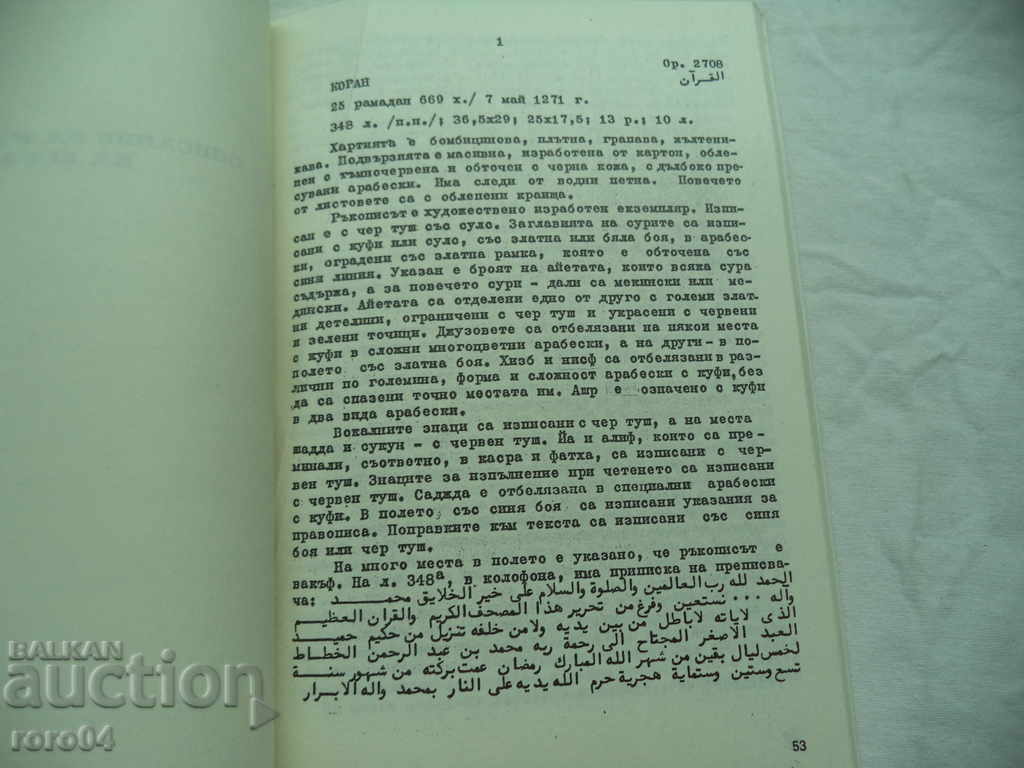 1
Ор. 2708
КОРАН القرآن
25 рамадан 669 х./ 7 май 1271 г.
348 л. /п.п./; 36,5х29; 25х17,5; 13 р.; 10 л.
Хартията е бомбицинова, плътна, грапава, жълтени-
кава. Подвързията е масивна, изработена от картон, обле-
пен с тъмночервена и обточен с черна кожа, с дълбоко пре-
сувани арабески. Има следи от водни петна. Повечето
от листовете са с облепени краища.
Ръкописът е художествено изработен екземпляр. Изпи-
сан е с чер туш със сулс. Заглавията на сурите са изпи-
сани с куфи или сулс, със златна или бяла боя, в арабес-
ки, оградени със златна рамка, която е обточена със
синя линия. Указан е броят на айетата, които всяка сура
съдържа, а за повечето сури - дали са мекински или ме-
дински. Айетата са отделени едно от друго с големи злат-
ни детелини, ограничени с чер туш и украсени с червени
и зелени точици. Джузовете са отбелязани на някои места
с куфи в сложни многоцветни арабески, а на други - в по-
лето със златна боя. Хизб и нисф са отбелязани в раз-
лични по големина, форма и сложност арабески с куфи, без
да са спазени точно местата им. Ашр е означено с куфи
в два вида арабески.
Вокалните знаци са изписани с чер туш, а на места
шадда и сукун - с червен туш. Йа и алиф, които са пре-
минали, съответно, в касра и фатха, са изписани с чер-
вен туш. Знаците за изпълнение при четенето са изписани
с червен туш. Саджда е отбелязана в специални арабески
с куфи. В полето със синя боя са изписани указания за
правописа. Поправките към текста са изписани със синя
боя или чер туш.
На много места в полето е указано, че ръкописът е
вакъф. На л. 348а, в колофона, има приписка на преписва-
ча: الحمد لله رب العالمين والصلوة والسلام على خير الخلايق محمد
واله ... نستعين وفرغ من تحرير هذا المصحف الكريم والقران العظيم
الذى لاياته لاباطل من بين يديه ولا من خلفه تنزيل من حكيم حميد
العبد الاصغر المجتاح الى رحمة ربه محمد بن عبد الرحمن الخطاط
لخمس ليال بقين من شهر الله المبارك رمضان عمت بركته من شهور سنة
تسع وستين وستماية هجرية حرم الله يديه على النار بمحمد واله الابرار
53
BALKAN
auction
roro04